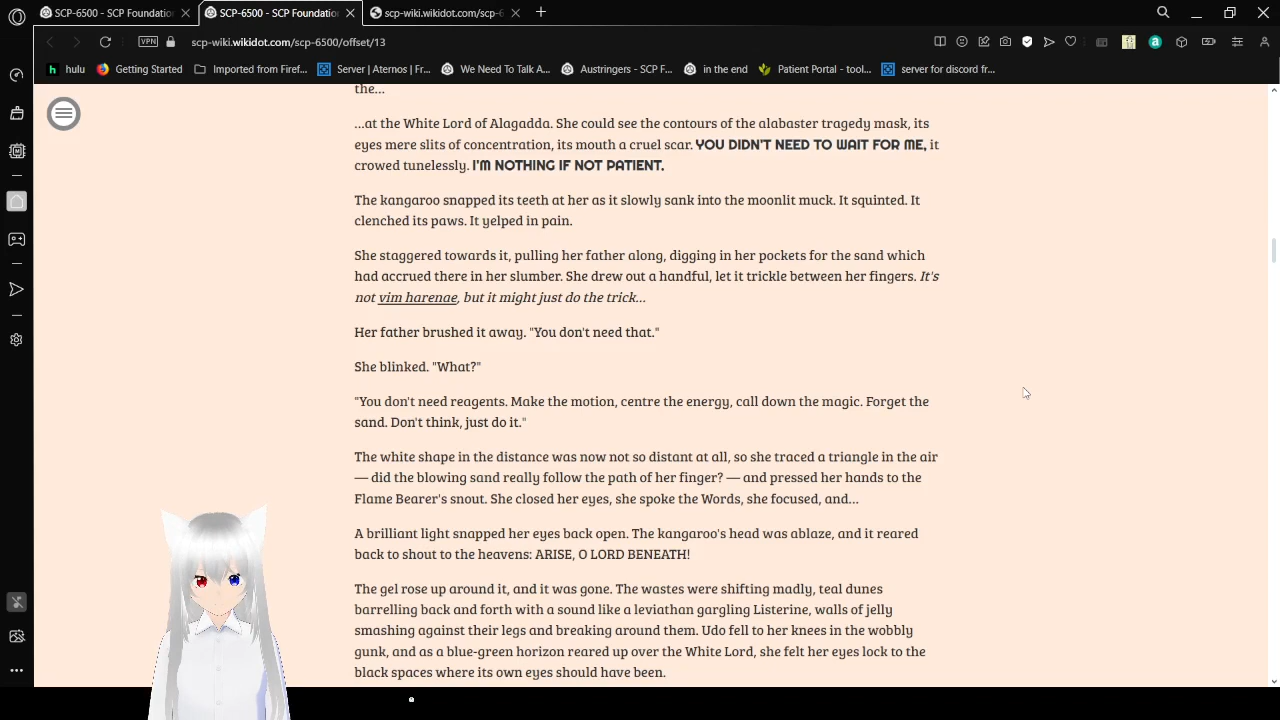 SCP-6500 - SCP Foundation
SCP-6500 - SCP Foundation
scp-wiki.wikidot.com/scp-6
VPN
scp-wiki.wikidot.com/scp-6500/offset/13
hulu
Getting Started
Imported from Firef...
Server | Aternos | Fr...
We Need To Talk A...
Austringers - SCP F...
in the end
Patient Portal - tool...
server for discord fr...
the...
...at the White Lord of Alagadda. She could see the contours of the alabaster tragedy mask, its
eyes mere slits of concentration, its mouth a cruel scar. YOU DIDN'T NEED TO WAIT FOR ME, it
crowed tunelessly. I'M NOTHING IF NOT PATIENT.
The kangaroo snapped its teeth at her as it slowly sank into the moonlit muck. It squinted. It
clenched its paws. It yelped in pain.
She staggered towards it, pulling her father along, digging in her pockets for the sand which
had accrued there in her slumber. She drew out a handful, let it trickle between her fingers. It's
not vim harenae, but it might just do the trick...
Her father brushed it away. "You don't need that."
She blinked. "What?"
"You don't need reagents. Make the motion, centre the energy, call down the magic. Forget the
sand. Don't think, just do it."
The white shape in the distance was now not so distant at all, so she traced a triangle in the air
— did the blowing sand really follow the path of her finger? — and pressed her hands to the
Flame Bearer's snout. She closed her eyes, she spoke the Words, she focused, and...
A brilliant light snapped her eyes back open. The kangaroo's head was ablaze, and it reared
back to shout to the heavens: ARISE, O LORD BENEATH!
The gel rose up around it, and it was gone. The wastes were shifting madly, teal dunes
barrelling back and forth with a sound like a leviathan gargling Listerine, walls of jelly
smashing against their legs and breaking around them. Udo fell to her knees in the wobbly
gunk, and as a blue-green horizon reared up over the White Lord, she felt her eyes lock to the
black spaces where its own eyes should have been.